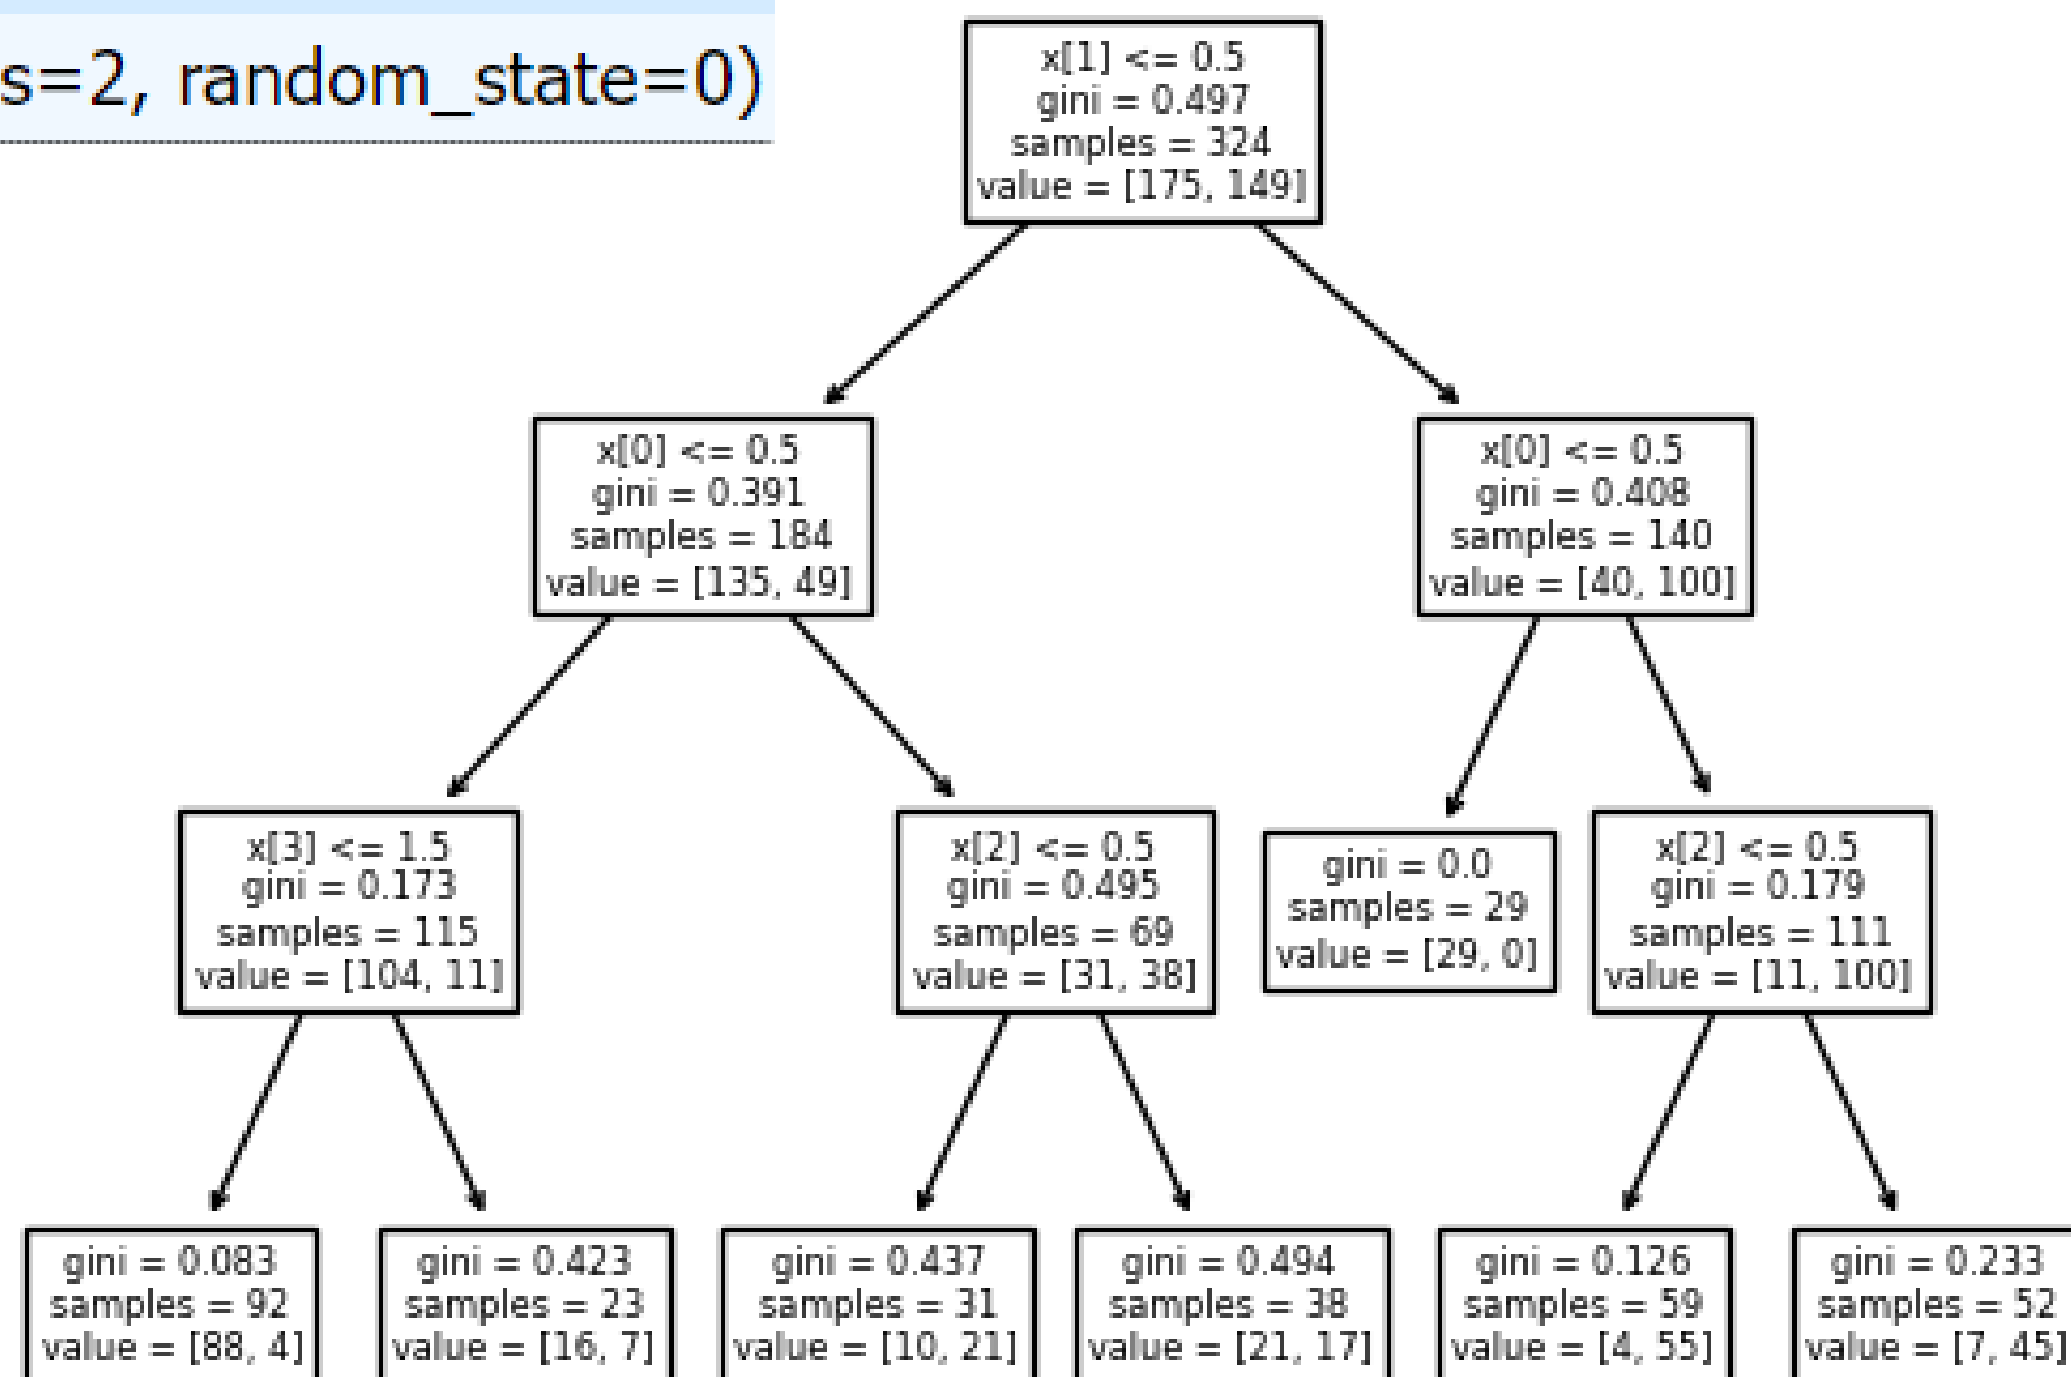 s=2, random_state=0)
x[1] <= 0.5
gini = 0.497
samples = 324
value = [175, 149]
x[0] <= 0.5
gini = 0.391
samples = 184
value = [135, 49]
x[0] <= 0.5
gini = 0.408
samples = 140
value = [40, 100]
x[3] <= 1.5
gini = 0.173
samples = 115
value = [104, 11]
x[2] <= 0.5
gini = 0.495
samples = 69
value = [31, 38]
gini = 0.0
samples = 29
value = [29, 0]
x[2] <= 0.5
gini = 0.179
samples = 111
value = [11, 100]
gini = 0.083
samples = 92
value = [88, 4]
gini = 0.423
samples = 23
value = [16, 7]
gini = 0.437
samples = 31
value = [10, 21]
gini = 0.494
samples = 38
value = [21, 17]
gini = 0.126
samples = 59
value = [4, 55]
gini = 0.233
samples = 52
value = [7, 45]